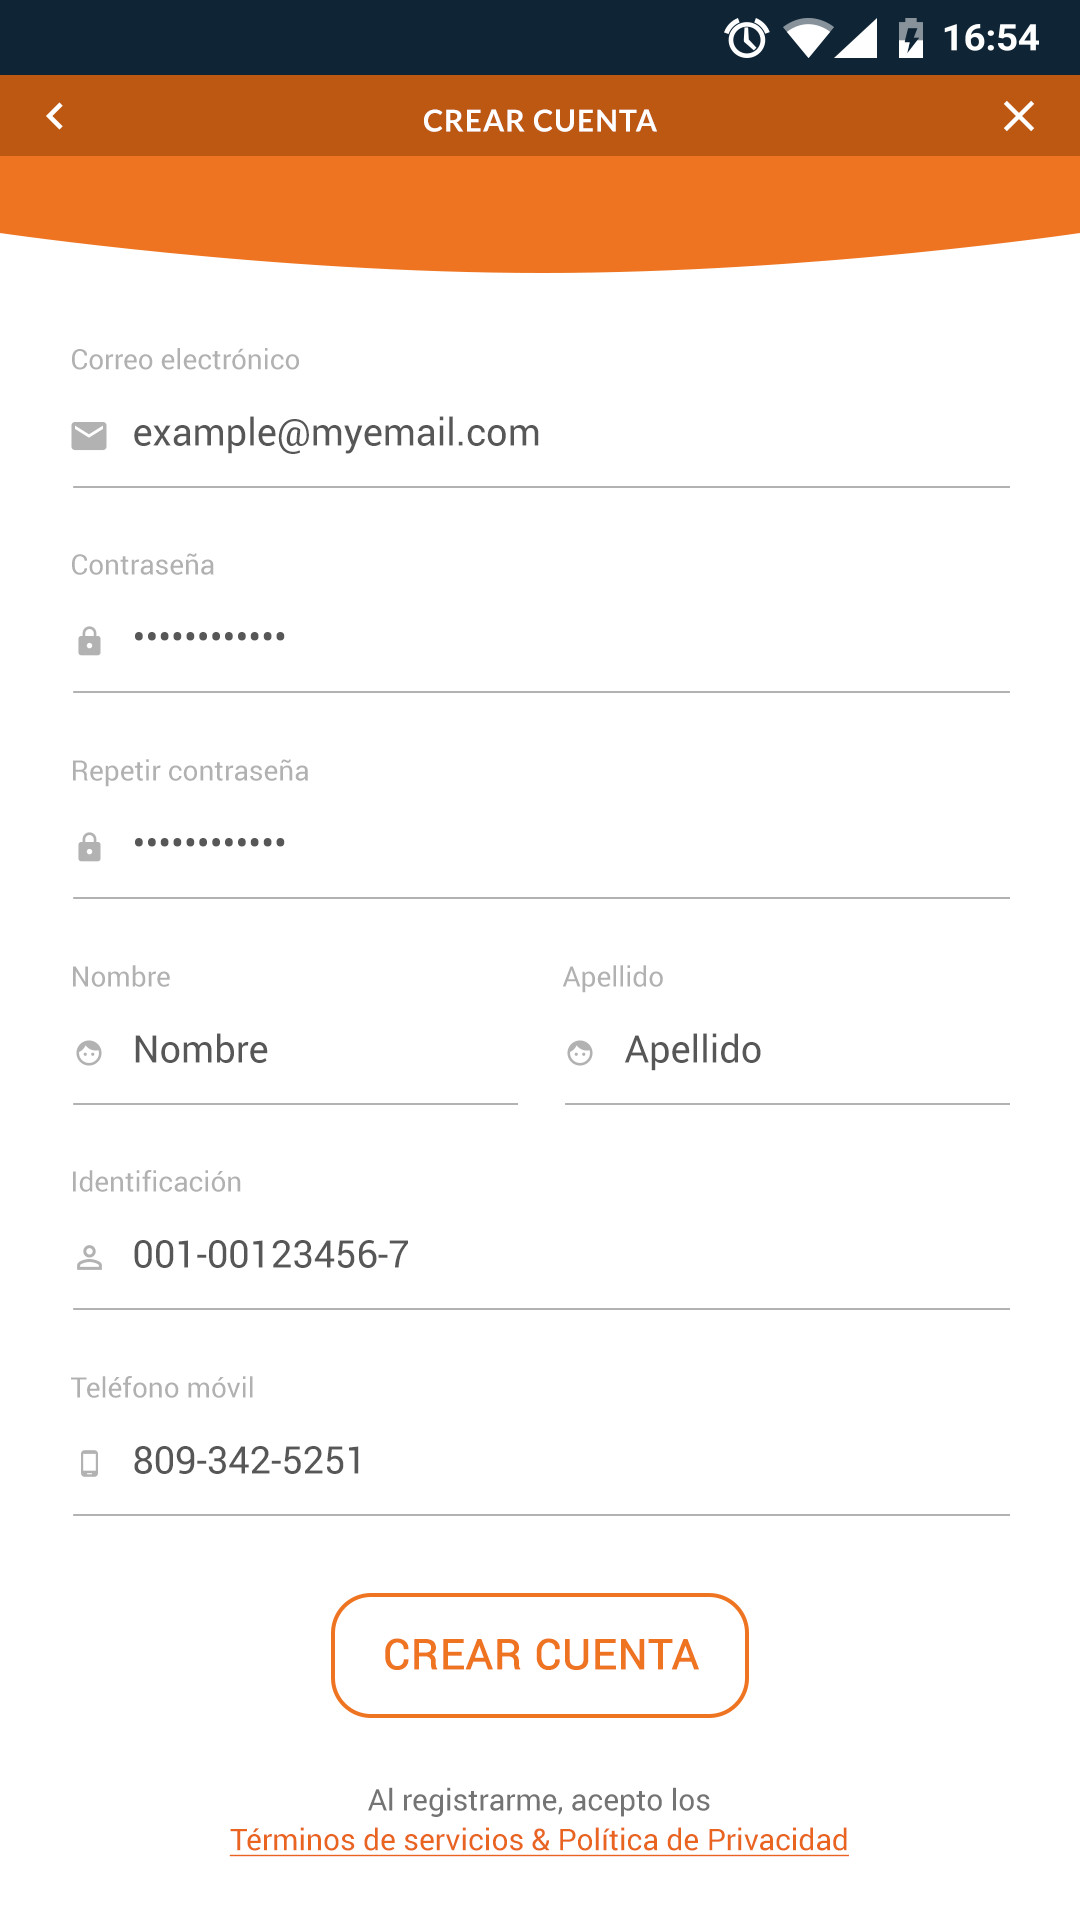 16:54
CREAR CUENTA
Correo electrónico
example@myemail.com
Contraseña
••••••••••••
Repetir contraseña
••••••••••••
Nombre
Apellido
Nombre
Apellido
Identificación
001-00123456-7
Teléfono móvil
809-342-5251
CREAR CUENTA
Al registrarme, acepto los
Términos de servicios & Política de Privacidad